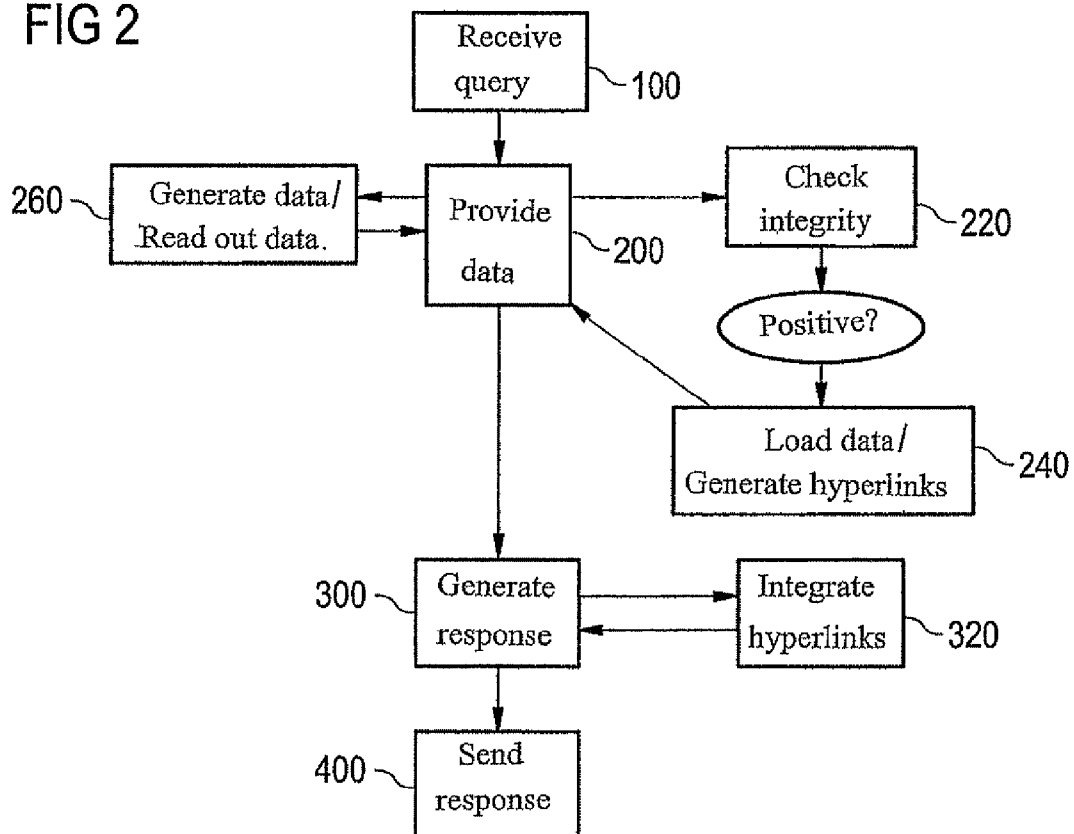 FIG 2
Receive
query
100
260
Generate data/
Read out data.
Provide
data
200
Check
integrity
220
Positive?
Load data/
Generate hyperlinks
240
300
Generate
response
Integrate
hyperlinks
320
400
Send
response